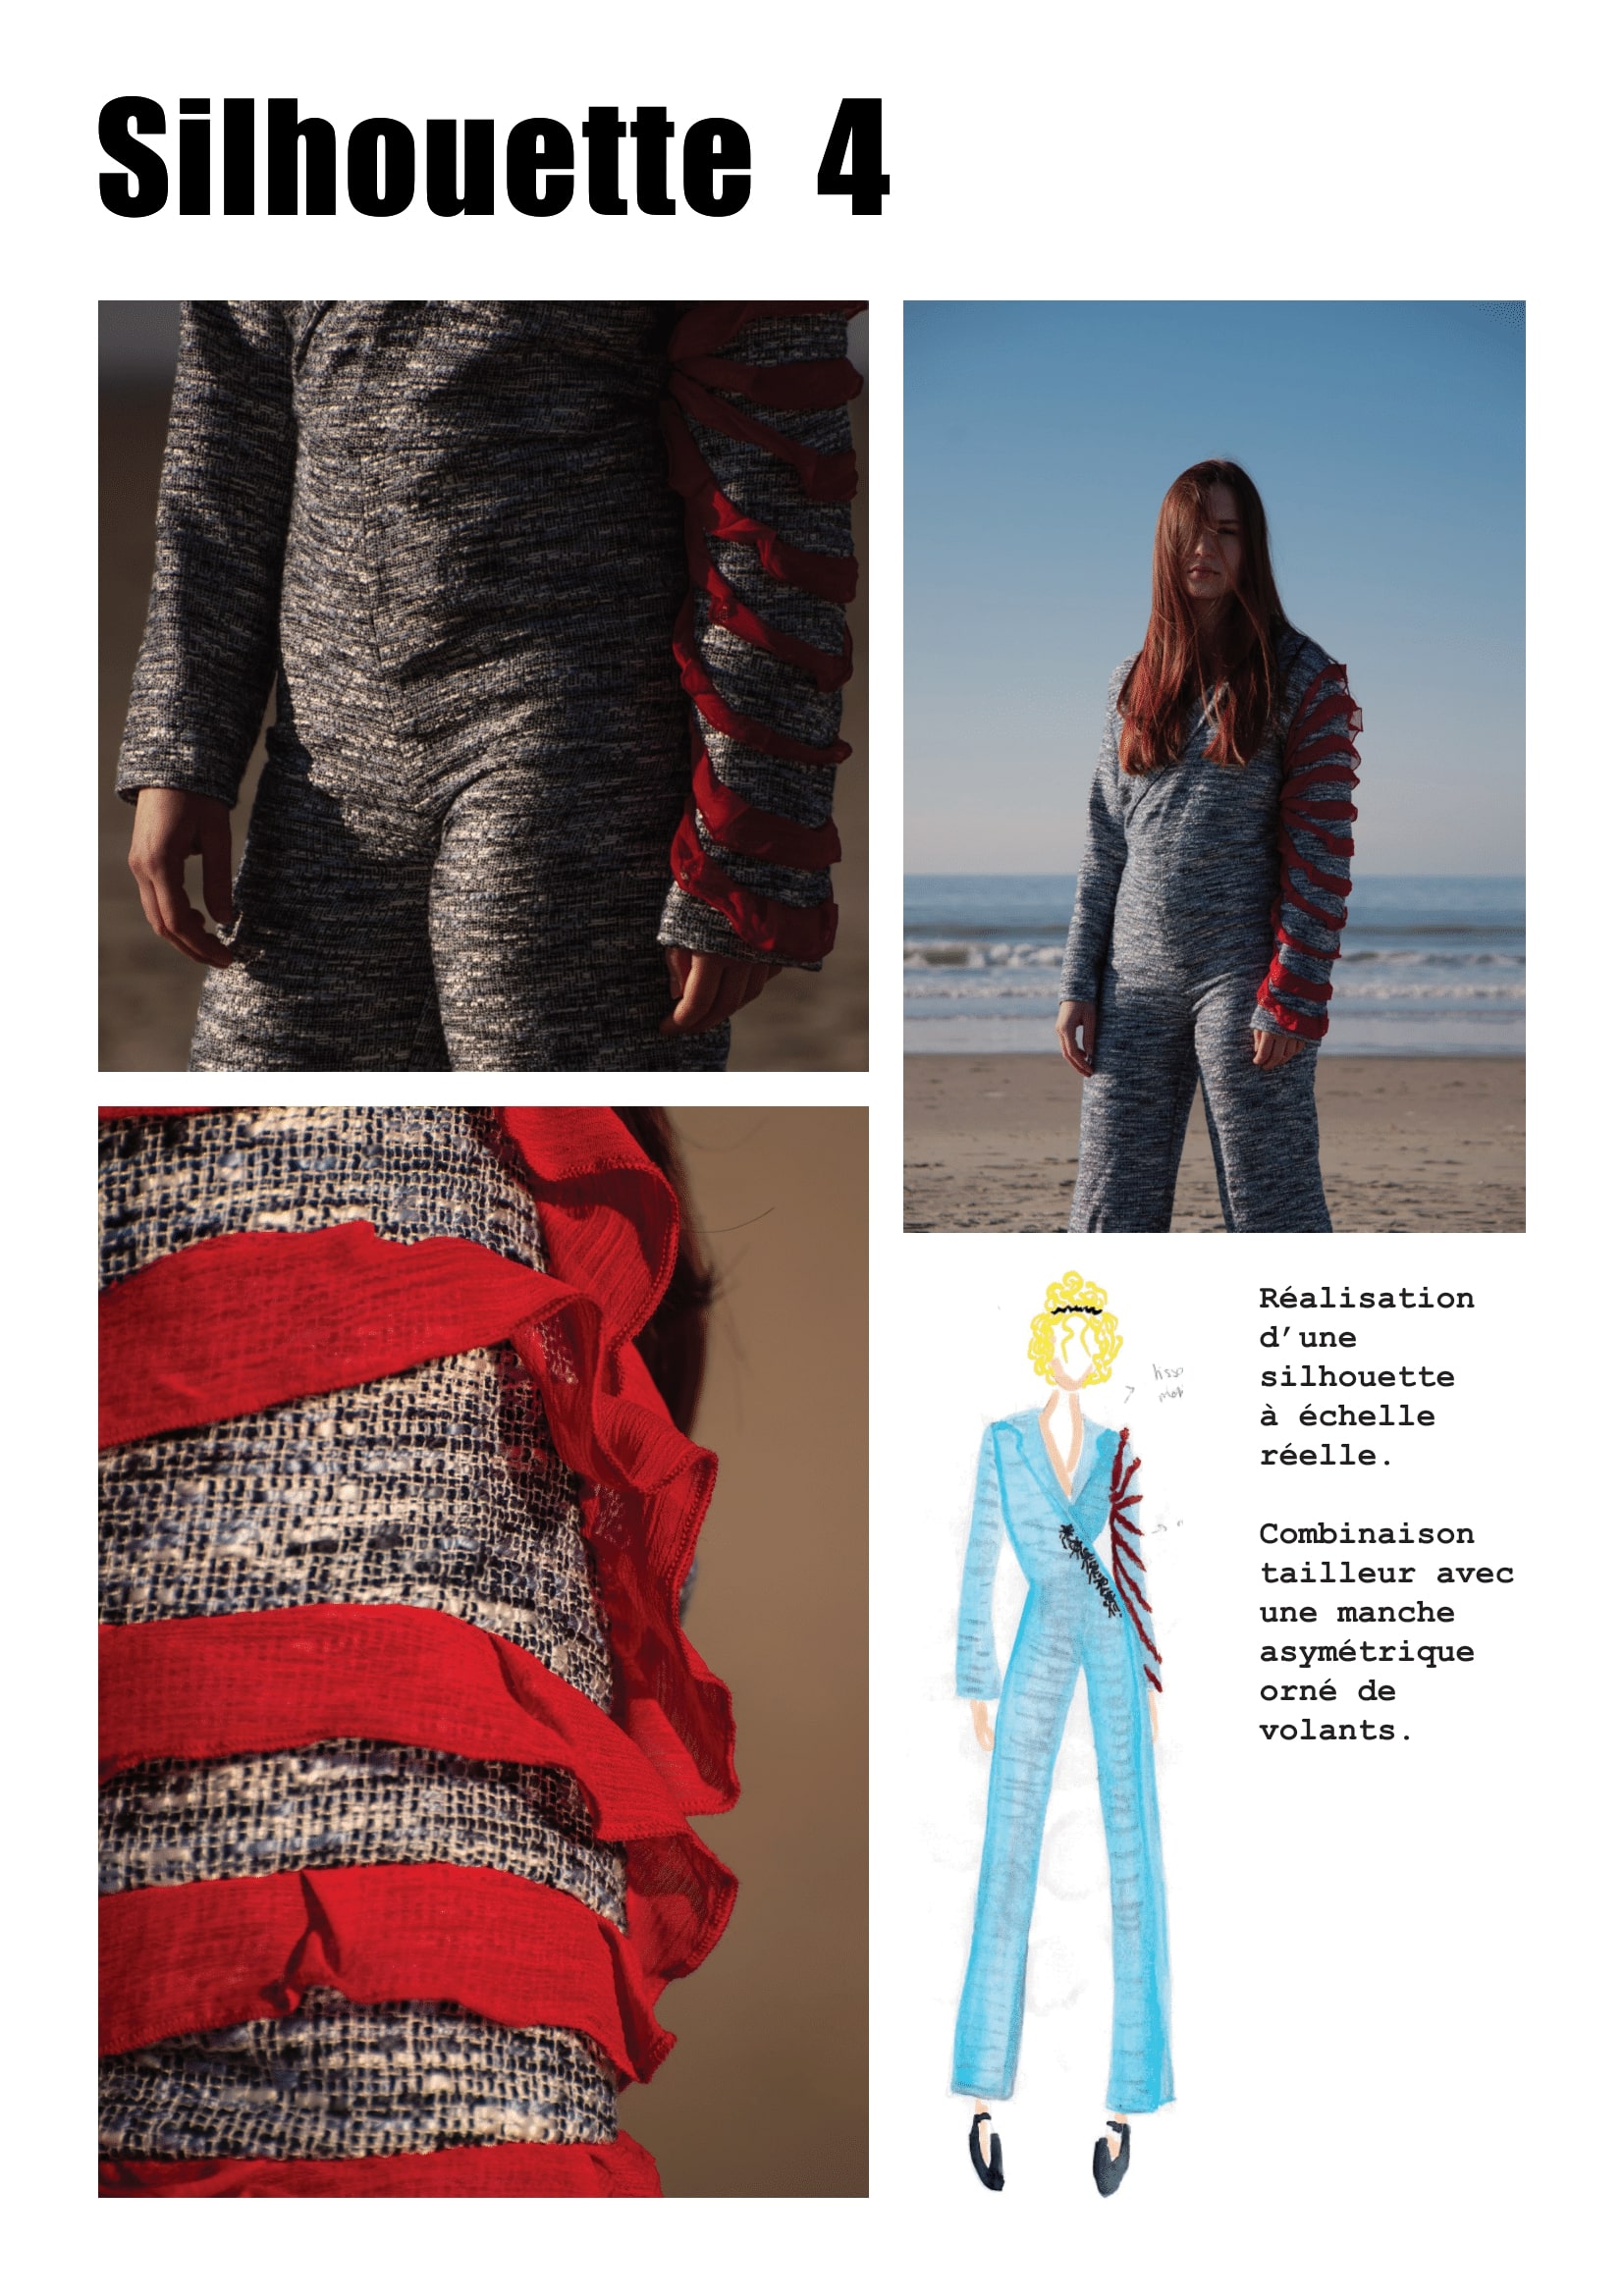 Silhouette 4
Réalisation
d’une
silhouette
à échelle
réelle.
Combinaison
tailleur avec
une manche
asymétrique
orné de
volants.